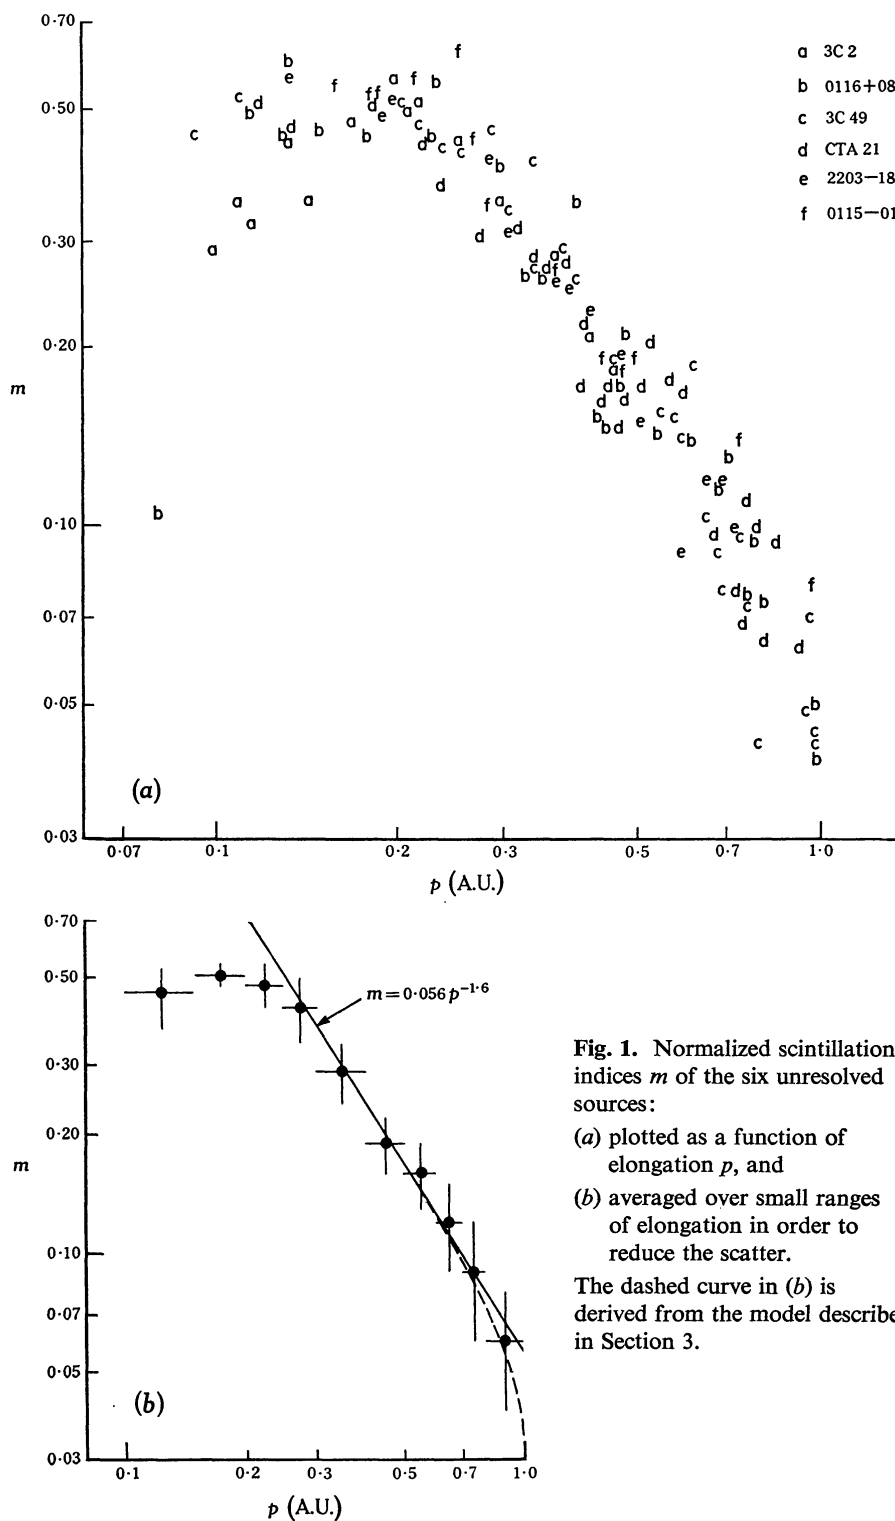 0·70
0·50
0·30
0·20
m
0·10
0·07
0·05
0·03
a 3C 2
b 0116+08
c 3C 49
d CTA 21
e 2203—18
f 0115—01
(a)
0·07 0·1 0·2 0·3 0·5 0·7 1·0
p (A.U.)
0·70
0·50
0·30
0·20
m
0·10
0·07
0·05
0·03
m = 0·056 p⁻¹·⁶
(b)
0·1 0·2 0·3 0·5 0·7 1·0
p (A.U.)
Fig. 1. Normalized scintillation
indices m of the six unresolved
sources:
(a) plotted as a function of
elongation p, and
(b) averaged over small ranges
of elongation in order to
reduce the scatter.
The dashed curve in (b) is
derived from the model describe
in Section 3.